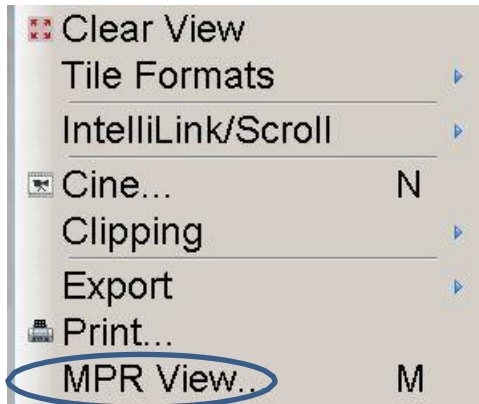 Clear View
Tile Formats
IntelliLink/Scroll
Cine... N
Clipping
Export
Print...
MPR View.. M